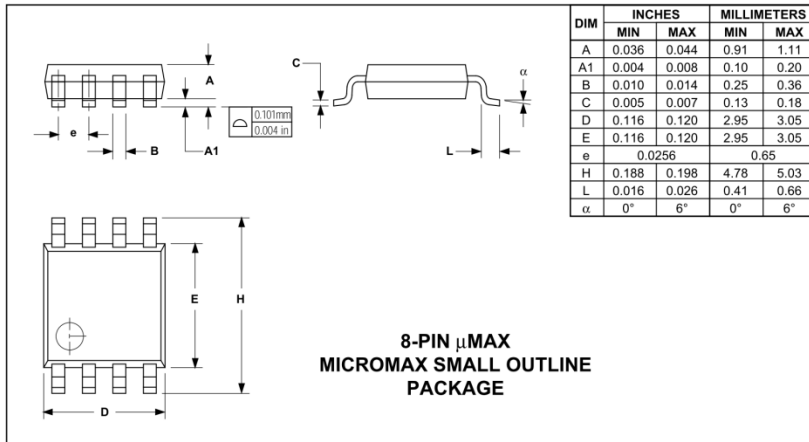 C
A
α
e
B
A1
0.101mm
0.004 in
L
E
H
D
8-PIN μMAX
MICROMAX SMALL OUTLINE
PACKAGE
DIM INCHES MILLIMETERS
MIN MAX MIN MAX
A 0.036 0.044 0.91 1.11
A1 0.004 0.008 0.10 0.20
B 0.010 0.014 0.25 0.36
C 0.005 0.007 0.13 0.18
D 0.116 0.120 2.95 3.05
E 0.116 0.120 2.95 3.05
e 0.0256 0.65
H 0.188 0.198 4.78 5.03
L 0.016 0.026 0.41 0.66
α 0° 6° 0° 6°